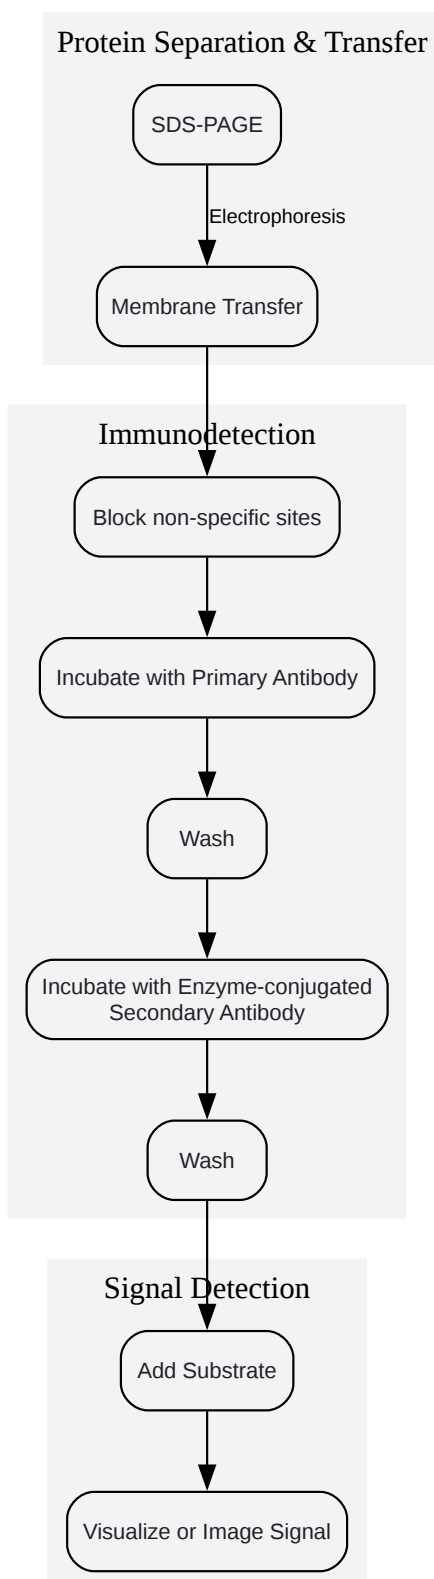 Protein Separation & Transfer
SDS-PAGE
Electrophoresis
Membrane Transfer
Immunodetection
Block non-specific sites
Incubate with Primary Antibody
Wash
Incubate with Enzyme-conjugated
Secondary Antibody
Wash
Signal Detection
Add Substrate
Visualize or Image Signal